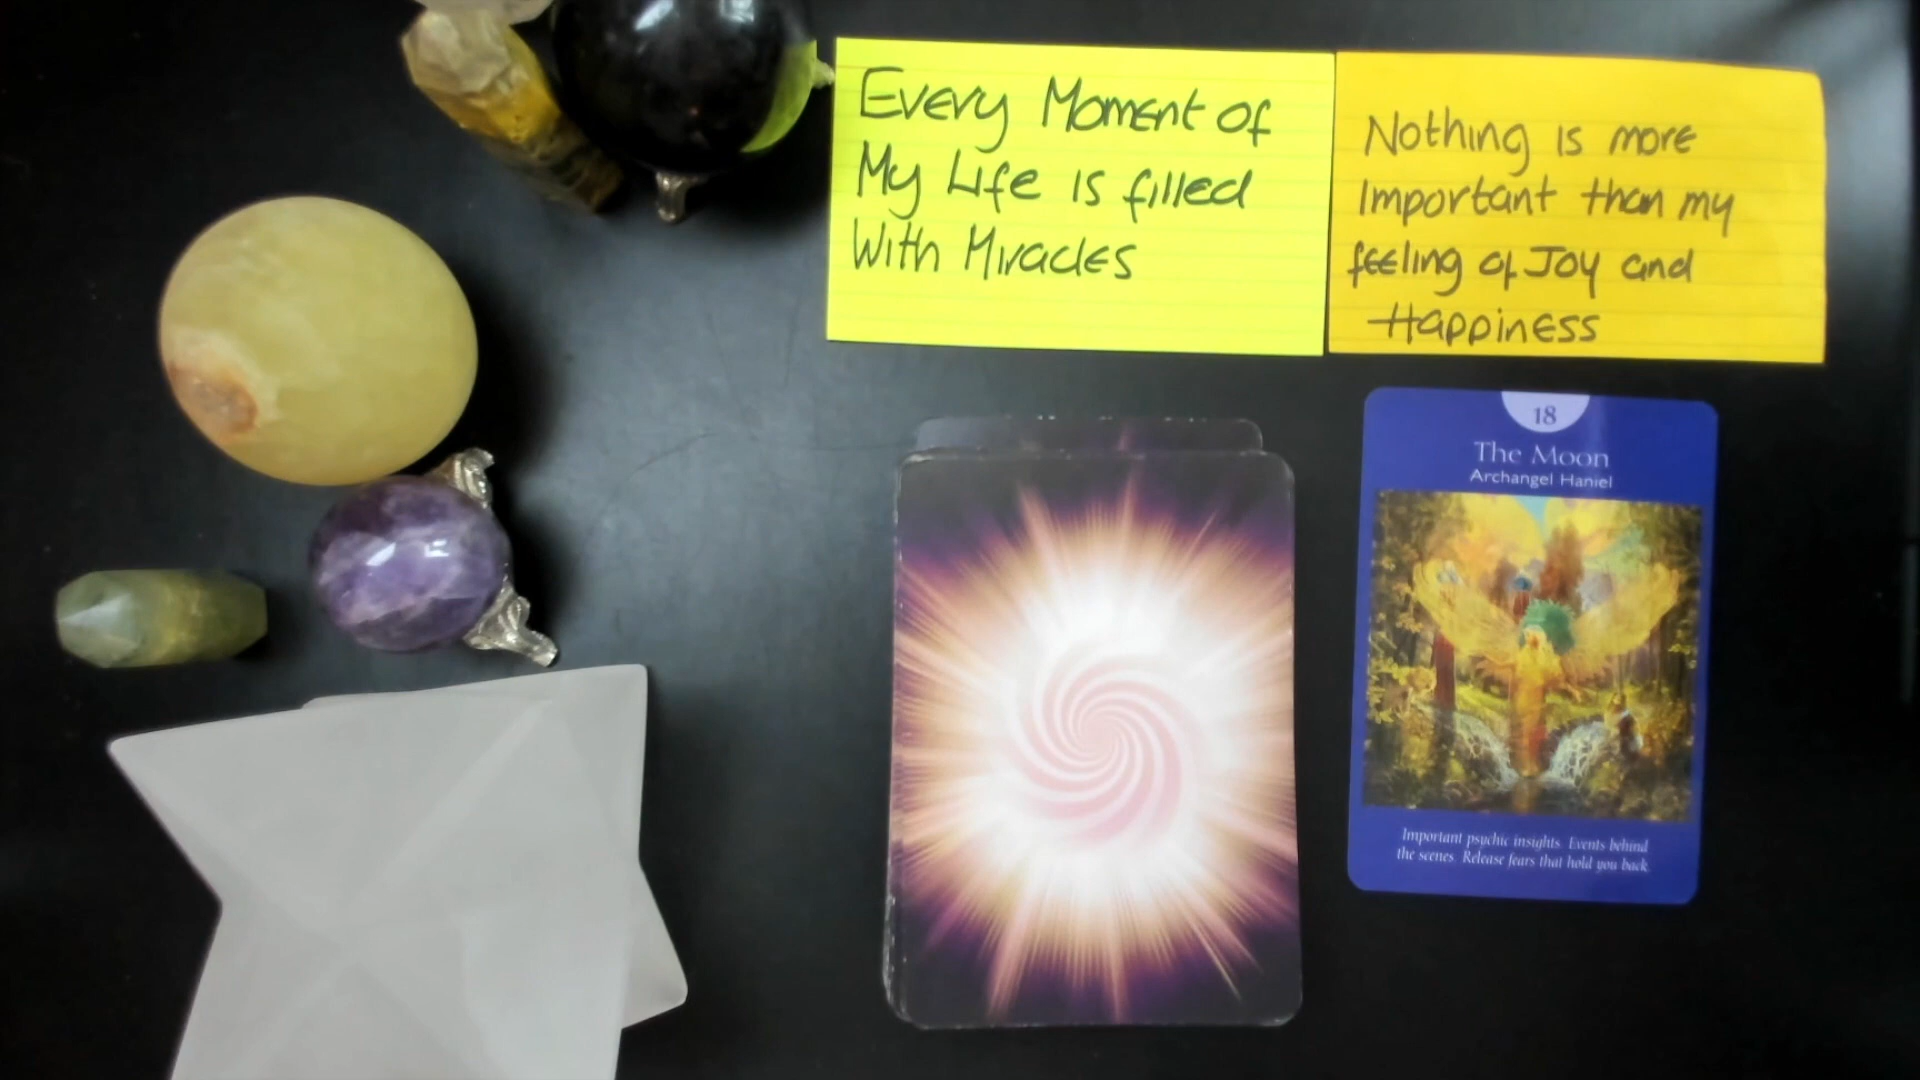 Every Moment of
My Life is filled
With Miracles
Nothing is more
Important than my
feeling of Joy and
Happiness
18
The Moon
Archangel Haniel
Important psychic insights. Events behind
the scenes. Release fears that hold you back.